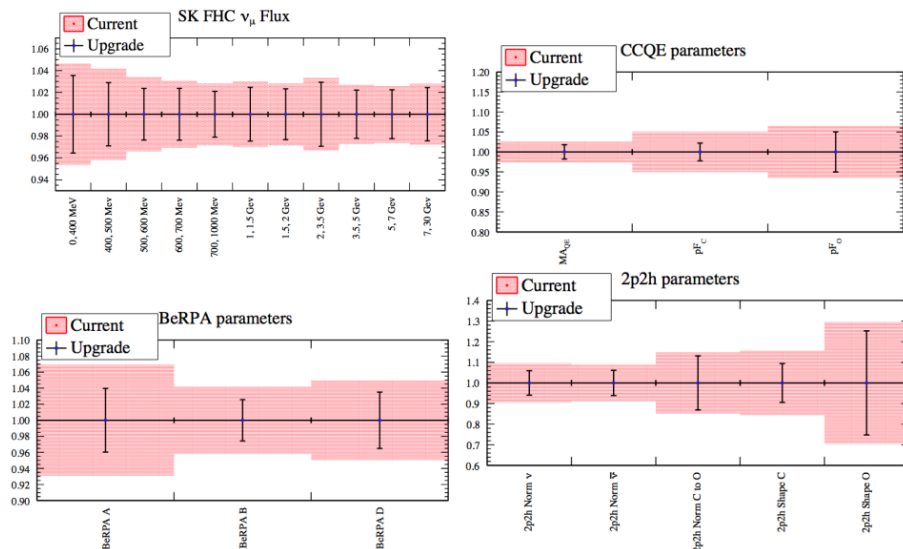 SK FHC νμ Flux
Current
Upgrade
1.06
1.04
1.02
1.00
0.98
0.96
0.94
0, 400 MeV
400, 500 Mev
500, 600 Mev
600, 700 Mev
700, 1000 Mev
1, 1.5 Gev
1.5, 2 Gev
2, 3.5 Gev
3.5, 5 Gev
5, 7 Gev
7, 30 Gev
CCQE parameters
Current
Upgrade
1.20
1.15
1.10
1.05
1.00
0.95
0.90
0.85
0.80
MAQE
pFC
pFO
BeRPA parameters
Current
Upgrade
1.10
1.08
1.06
1.04
1.02
1.00
0.98
0.96
0.94
0.92
0.90
BeRPA A
BeRPA B
BeRPA D
2p2h parameters
Current
Upgrade
1.4
1.3
1.2
1.1
1.0
0.9
0.8
0.7
0.6
2p2h Norm ν
2p2h Norm ν̅
2p2h Norm C to O
2p2h Shape C
2p2h Shape O